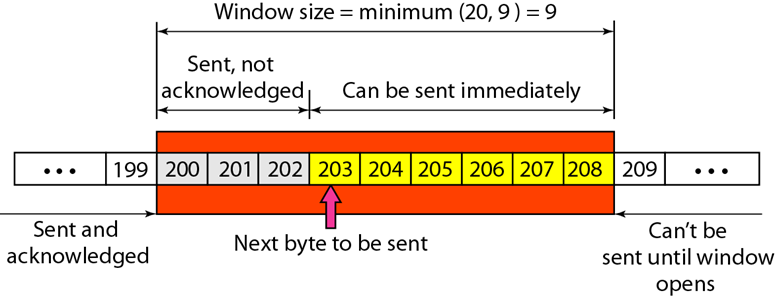 Window size = minimum (20, 9 ) = 9
Sent, not
acknowledged
Can be sent immediately
••• 199 200 201 202 203 204 205 206 207 208 209 •••
Sent and
acknowledged
Next byte to be sent
Can’t be
sent until window
opens